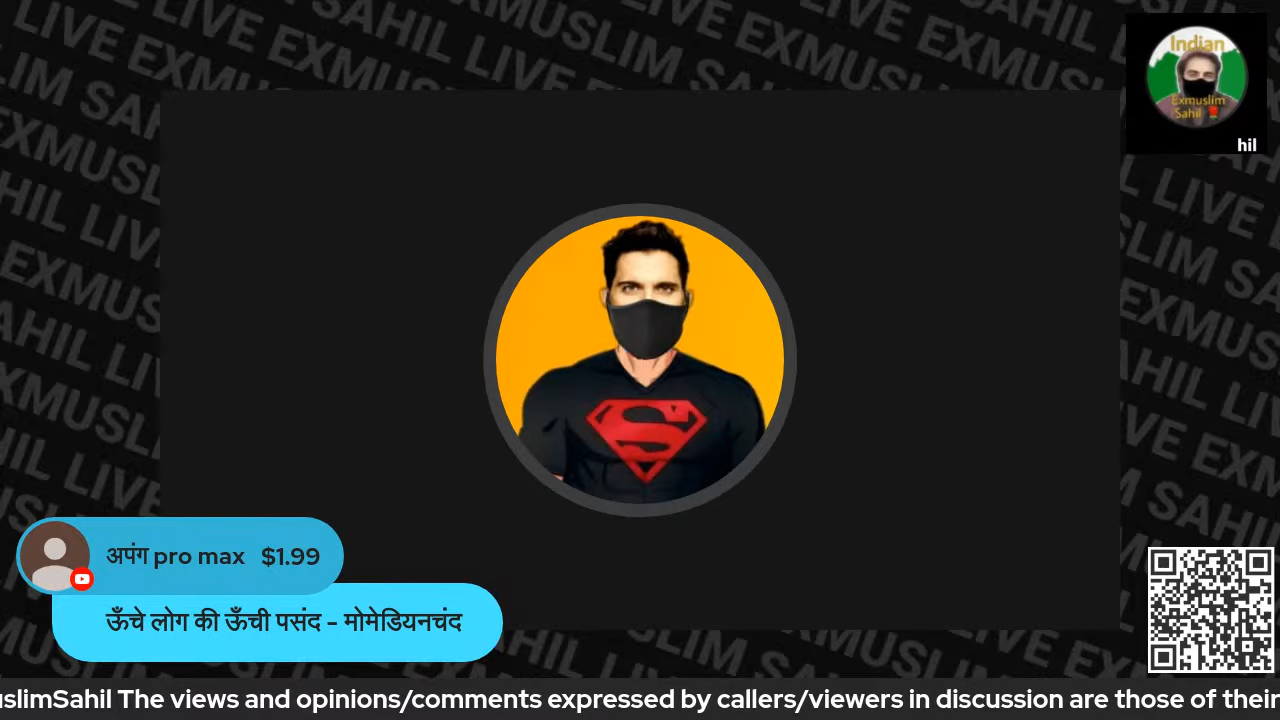 Indian
Exmuslim
Sahil
hil
अपंग pro max $1.99
ऊँचे लोग की ऊँची पसंद - मोमेडियनचंद
uslimSahil The views and opinions/comments expressed by callers/viewers in discussion are those of their